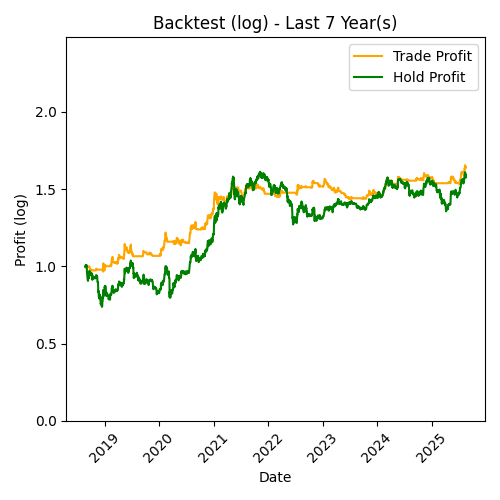 Backtest (log) - Last 7 Year(s)
Trade Profit
Hold Profit
Profit (log)
2.0
1.5
1.0
0.5
0.0
2019 2020 2021 2022 2023 2024 2025
Date